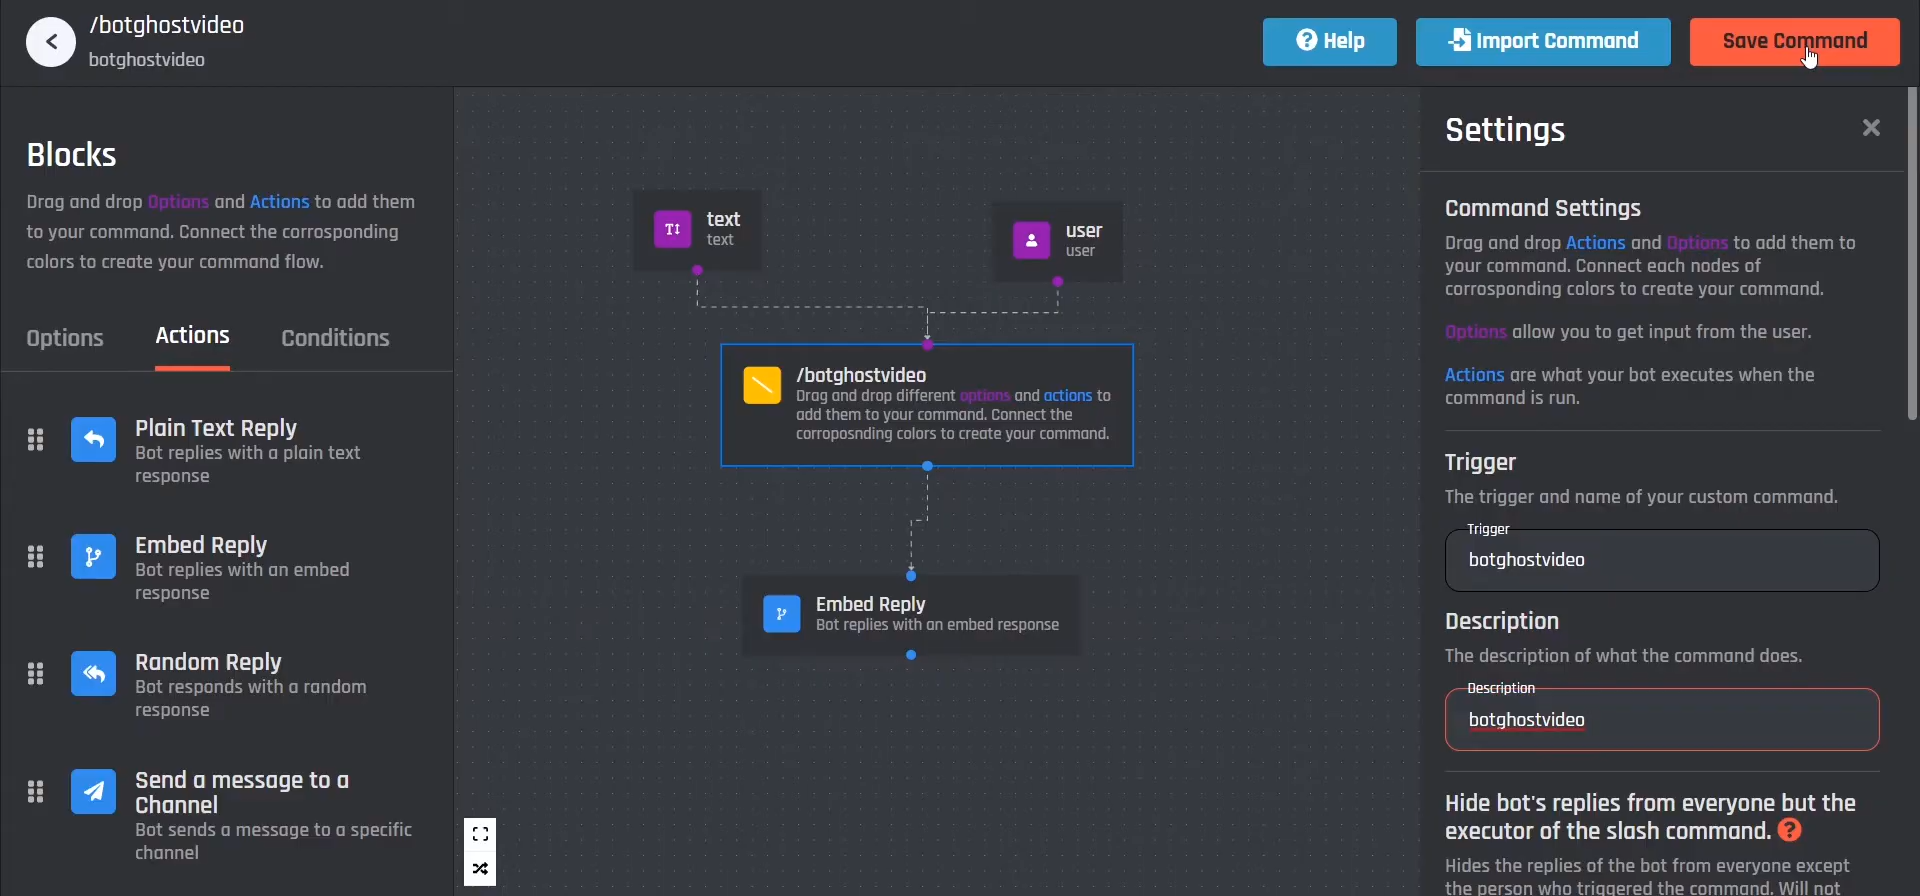 /botghostvideo
botghostvideo
Help
Import Command
Save Command
Blocks
Drag and drop Options and Actions to add them
to your command. Connect the corrosponding
colors to create your command flow.
Options
Actions
Conditions
Plain Text Reply
Bot replies with a plain text
response
Embed Reply
Bot replies with an embed
response
Random Reply
Bot responds with a random
response
Send a message to a
Channel
Bot sends a message to a specific
channel
text
text
user
user
/botghostvideo
Drag and drop different options and actions to
add them to your command. Connect the
corroposnding colors to create your command.
Embed Reply
Bot replies with an embed response
Settings
Command Settings
Drag and drop Actions and Options to add them to
your command. Connect each nodes of
corrosponding colors to create your command.
Options allow you to get input from the user.
Actions are what your bot executes when the
command is run.
Trigger
The trigger and name of your custom command.
Trigger
botghostvideo
Description
The description of what the command does.
Description
botghostvideo
Hide bot's replies from everyone but the
executor of the slash command.
Hides the replies of the bot from everyone except
the person who triggered the command. Will not